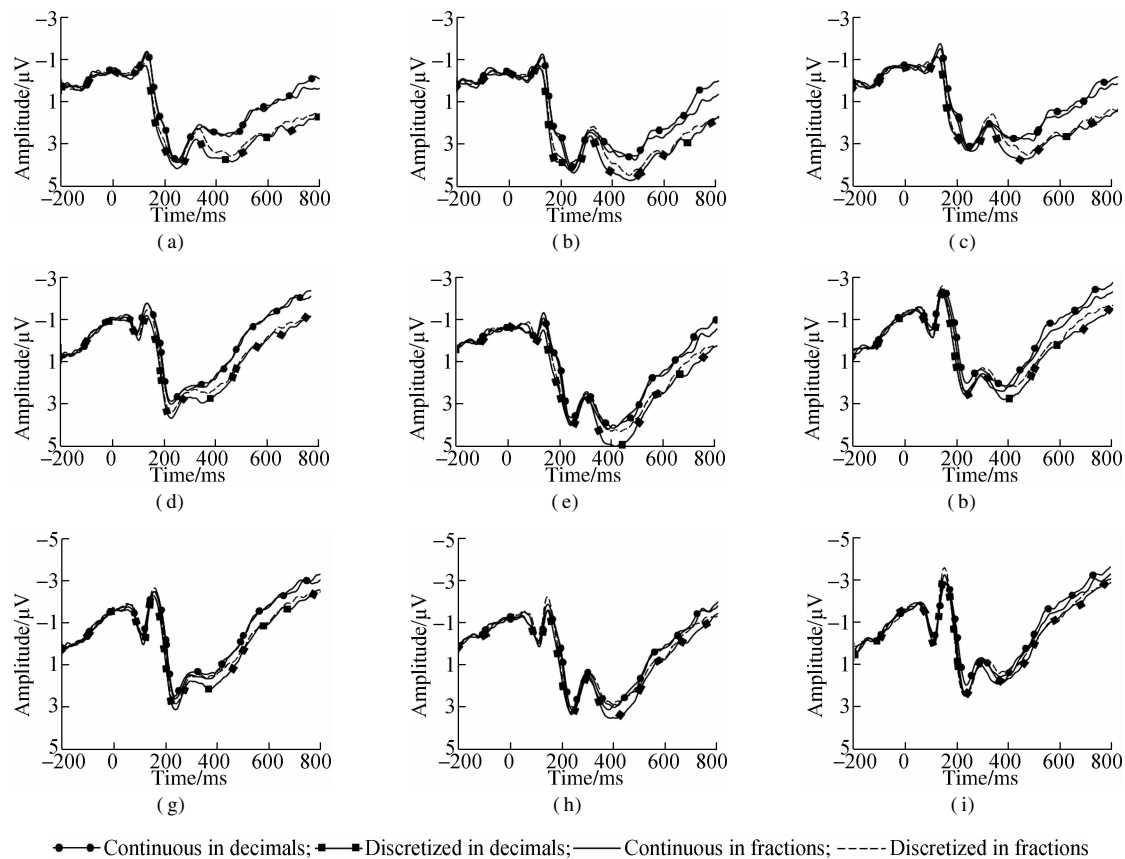 −3 −3 −3
−1 −1 −1
1 1 1
3 3 3
5 5 5
Amplitude/μV Amplitude/μV Amplitude/μV
−200 0 200 400 600 800 −200 0 200 400 600 800 −200 0 200 400 600 800
Time/ms Time/ms Time/ms
(a) (b) (c)
−3 −3 −3
−1 −1 −1
1 1 1
3 3 3
5 5 5
Amplitude/μV Amplitude/μV Amplitude/μV
−200 0 200 400 600 800 −200 0 200 400 600 800 −200 0 200 400 600 800
Time/ms Time/ms Time/ms
(d) (e) (b)
−5 −5 −5
−3 −3 −3
−1 −1 −1
1 1 1
3 3 3
5 5 5
Amplitude/μV Amplitude/μV Amplitude/μV
−200 0 200 400 600 800 −200 0 200 400 600 800 −200 0 200 400 600 800
Time/ms Time/ms Time/ms
(g) (h) (i)
Continuous in decimals; Discretized in decimals; Continuous in fractions; Discretized in fractions